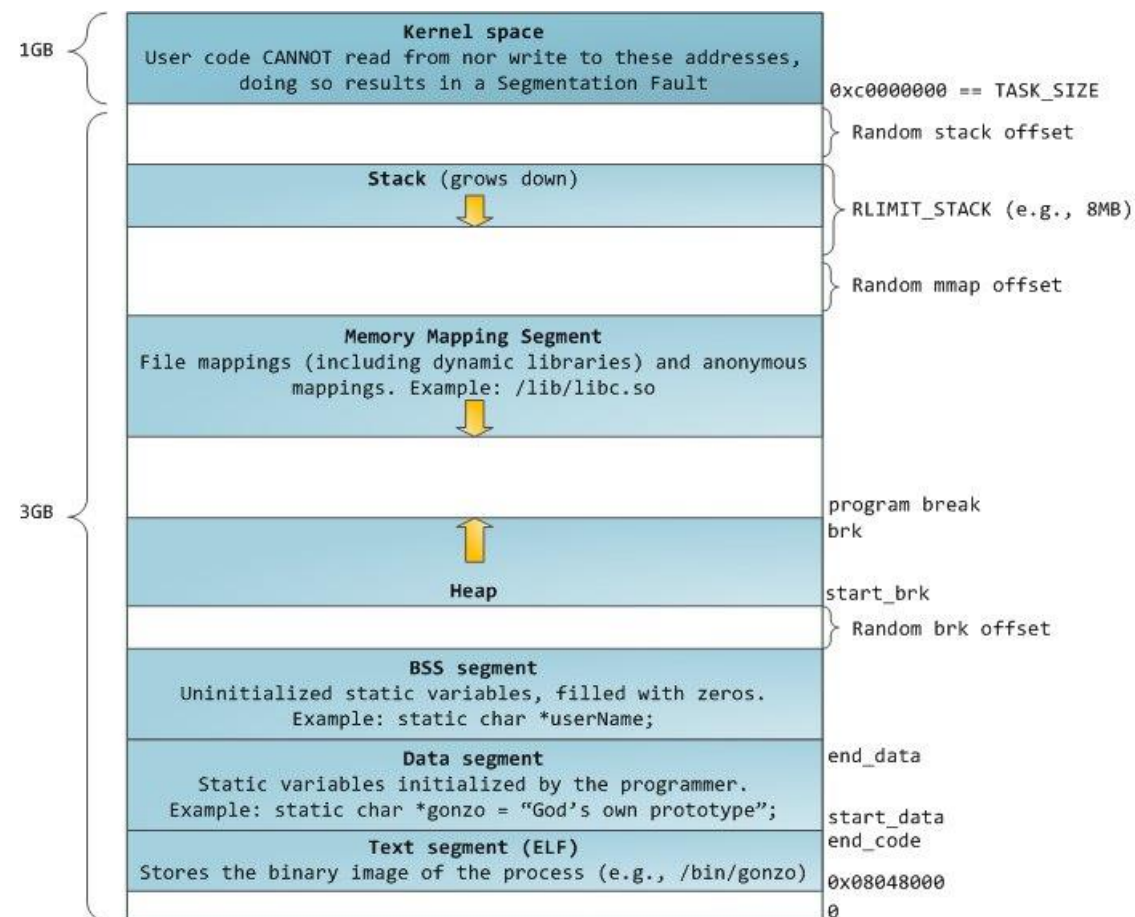 Kernel space
1GB
User code CANNOT read from nor write to these addresses,
doing so results in a Segmentation Fault
0xc0000000 == TASK_SIZE
Random stack offset
Stack (grows down)
RLIMIT_STACK (e.g., 8MB)
Random mmap offset
Memory Mapping Segment
File mappings (including dynamic libraries) and anonymous
mappings. Example: /lib/libc.so
3GB
program break
brk
Heap
start_brk
Random brk offset
BSS segment
Uninitialized static variables, filled with zeros.
Example: static char *userName;
Data segment
end_data
Static variables initialized by the programmer.
Example: static char *gonzo = “God’s own prototype”;
start_data
end_code
Text segment (ELF)
Stores the binary image of the process (e.g., /bin/gonzo)
0x08048000
0